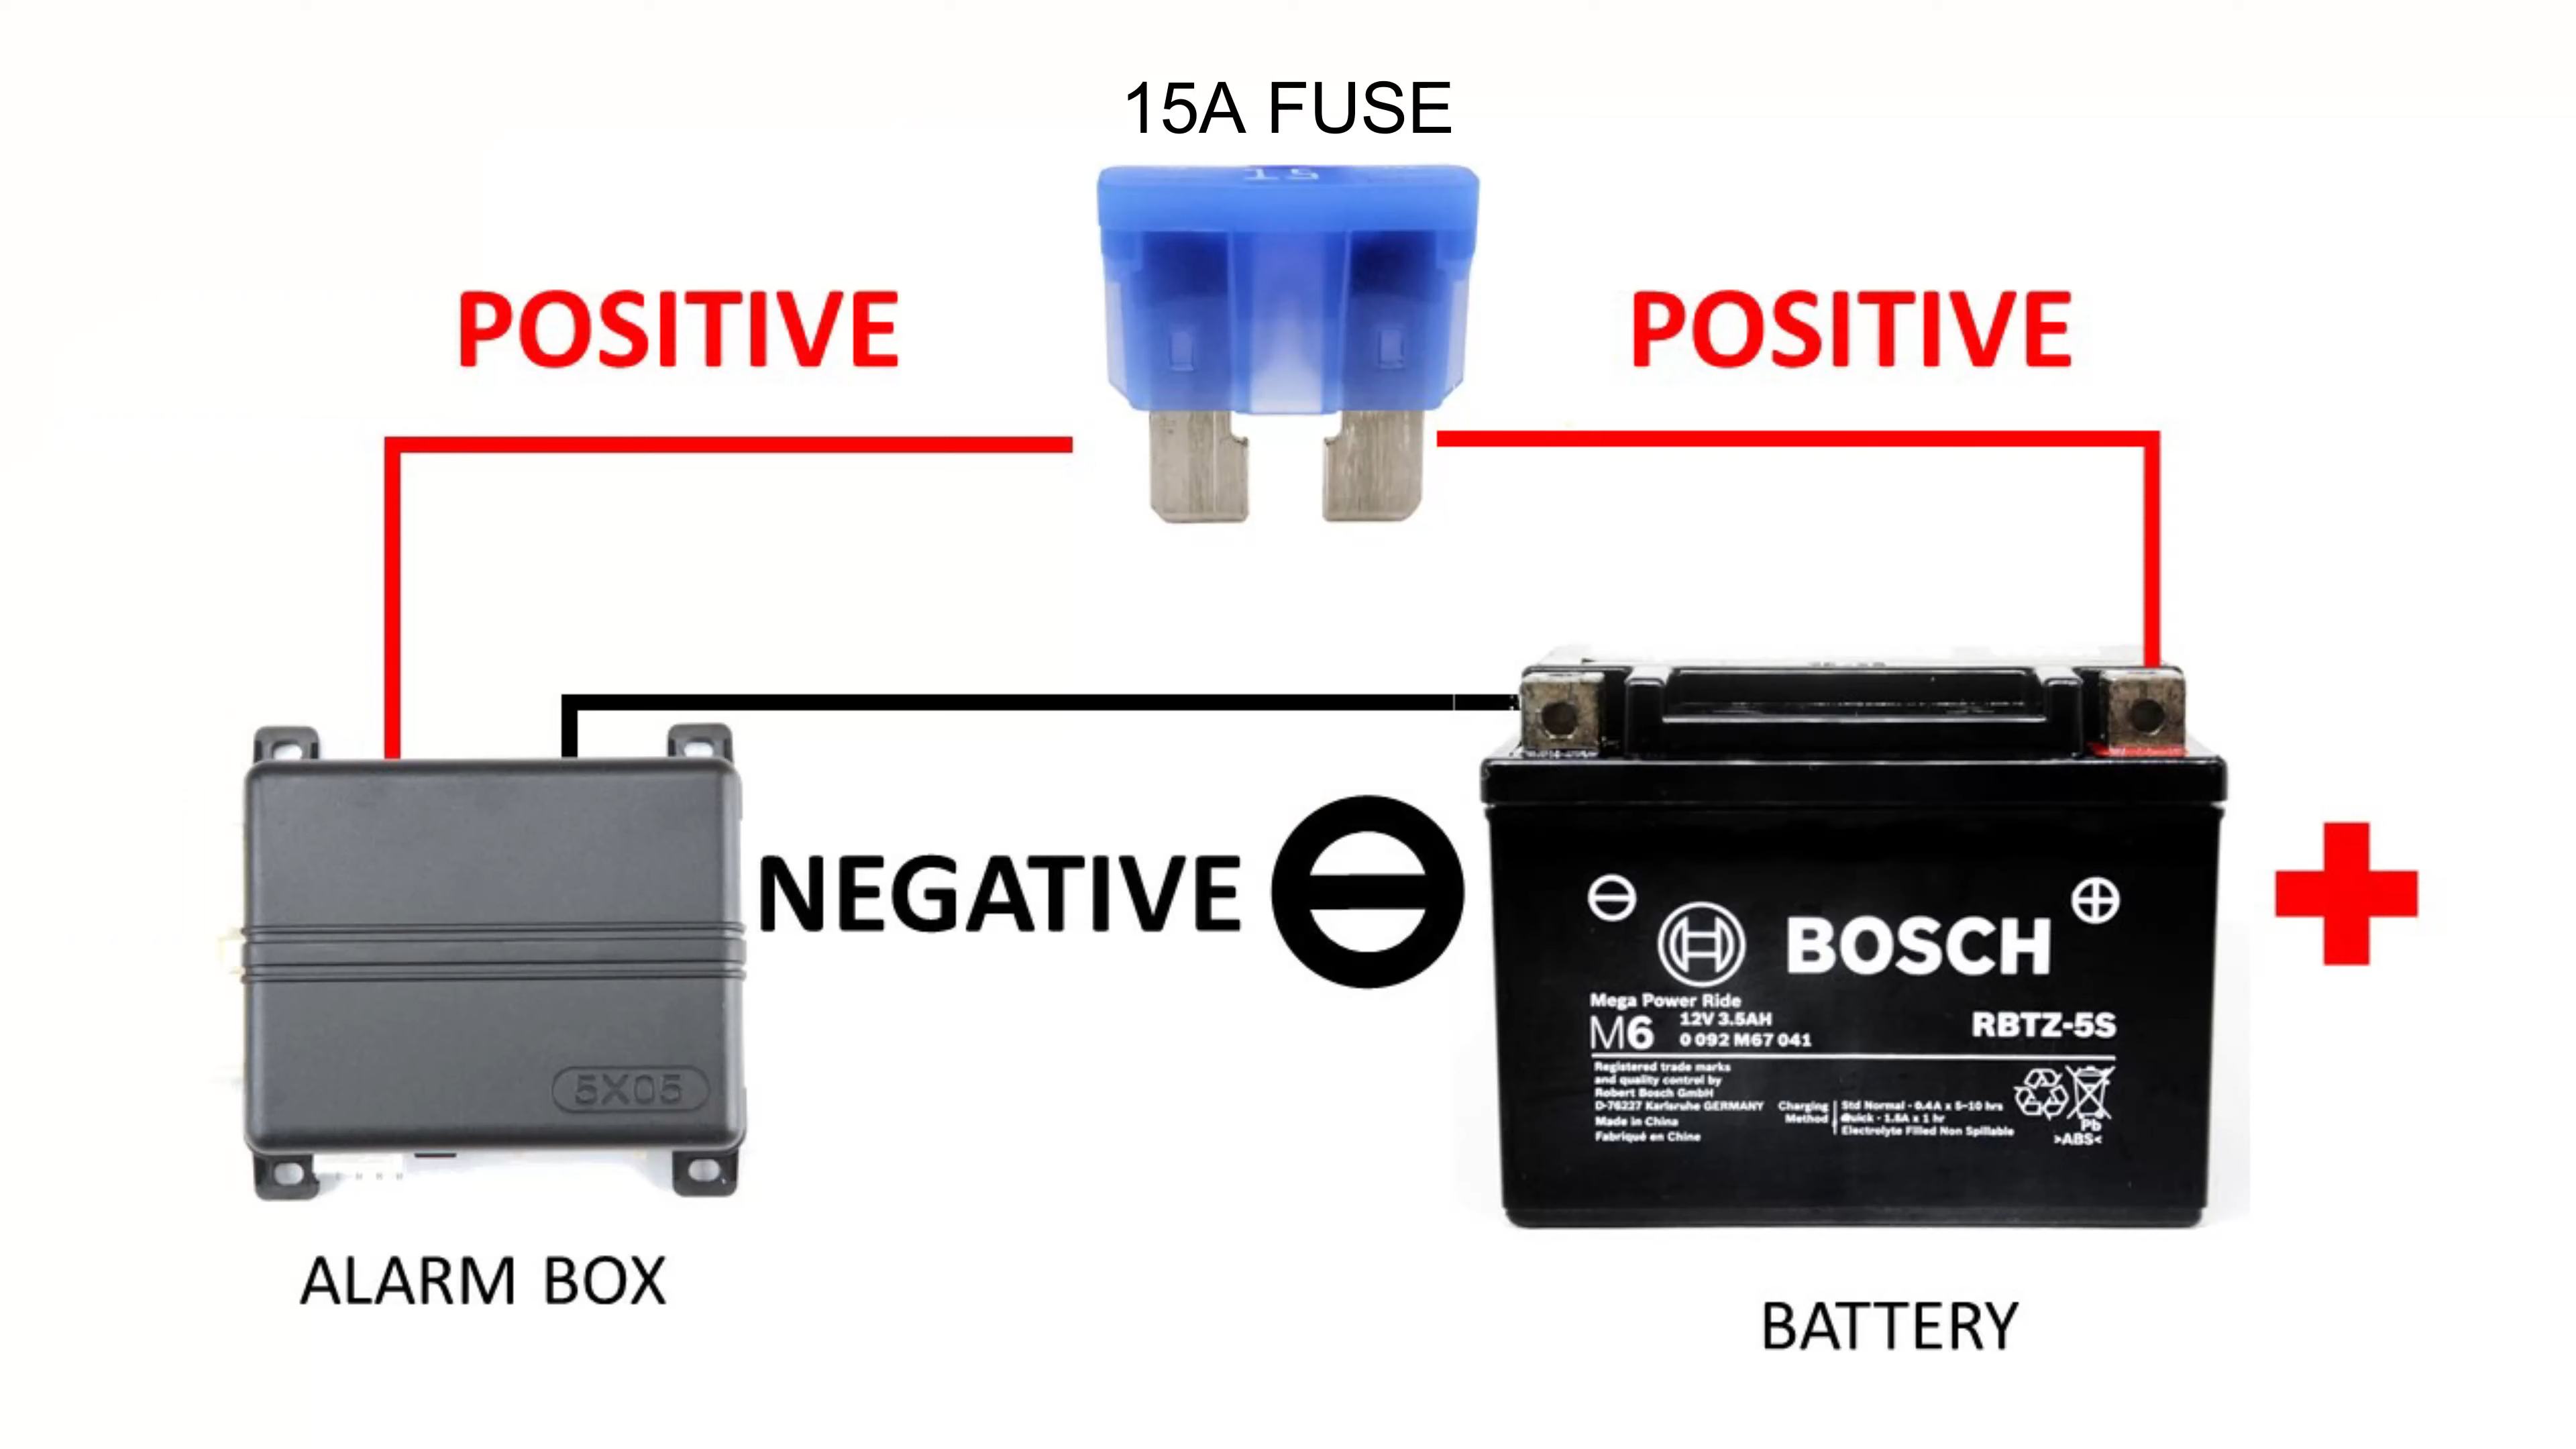 15A FUSE
15
POSITIVE
POSITIVE
NEGATIVE
BOSCH
Mega Power Ride
M6
12V 3.5AH
0 092 M67 041
RBTZ-5S
Registered trade marks
and quality control by
Robert Bosch GmbH
D-76227 Karlsruhe GERMANY
Made in China
Fabriqué en Chine
Charging
Method
Std Normal - 0.4A x 5~10 hrs
Quick - 1.5A x 1 hr
Electrolyte Filled Non Spillable
Pb
>ABS<
5X05
ALARM BOX
BATTERY